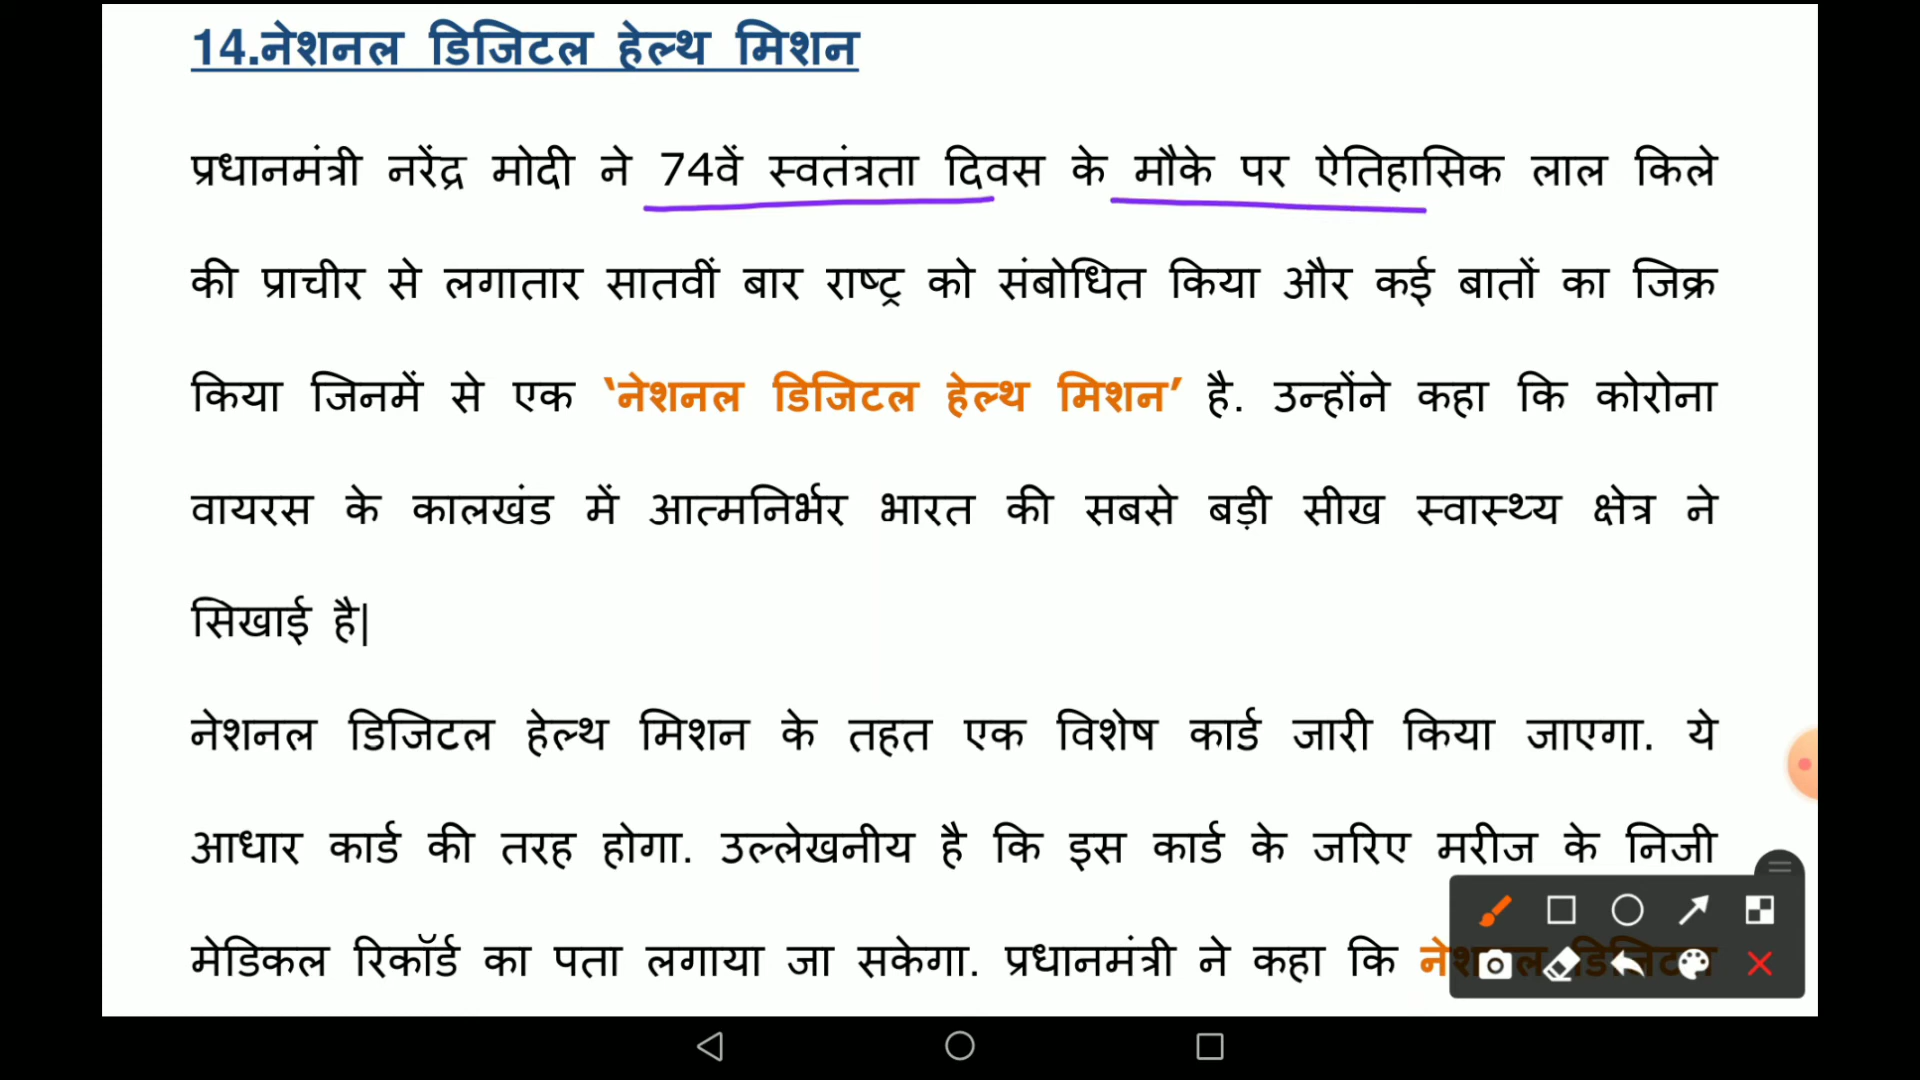 14.नेशनल डिजिटल हेल्थ मिशन
प्रधानमंत्री नरेंद्र मोदी ने 74वें स्वतंत्रता दिवस के मौके पर ऐतिहासिक लाल किले
की प्राचीर से लगातार सातवीं बार राष्ट्र को संबोधित किया और कई बातों का जिक्र
किया जिनमें से एक ‘नेशनल डिजिटल हेल्थ मिशन’ है. उन्होंने कहा कि कोरोना
वायरस के कालखंड में आत्मनिर्भर भारत की सबसे बड़ी सीख स्वास्थ्य क्षेत्र ने
सिखाई है|
नेशनल डिजिटल हेल्थ मिशन के तहत एक विशेष कार्ड जारी किया जाएगा. ये
आधार कार्ड की तरह होगा. उल्लेखनीय है कि इस कार्ड के जरिए मरीज के निजी
मेडिकल रिकॉर्ड का पता लगाया जा सकेगा. प्रधानमंत्री ने कहा कि नेशनल डिजिटल